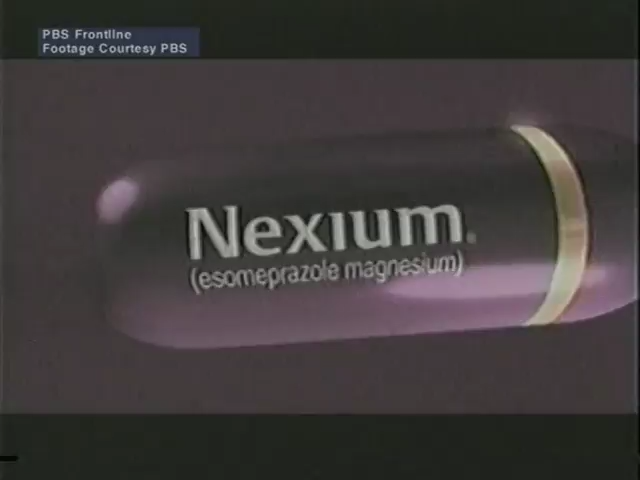 PBS Frontline
Footage Courtesy PBS
Nexium®
(esomeprazole magnesium)